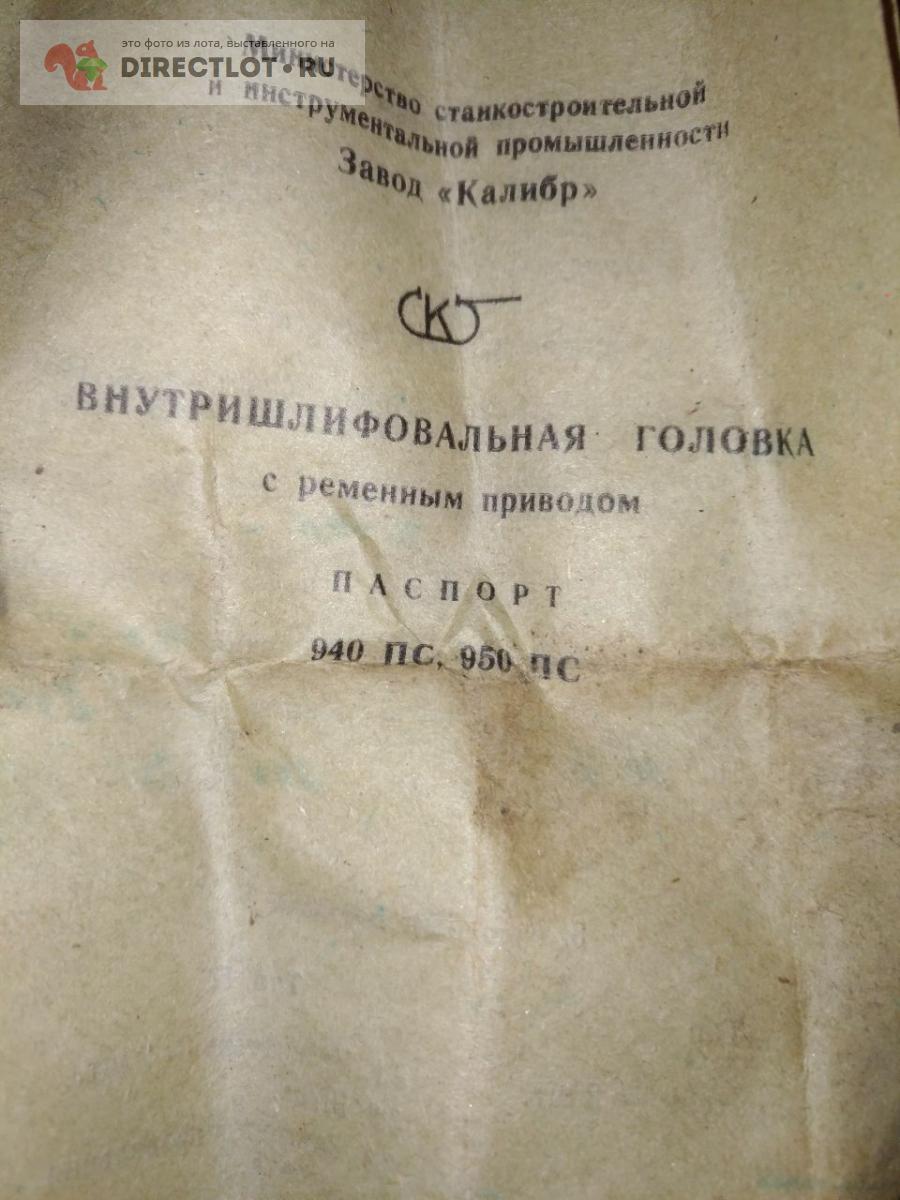 это фото из лота, выставленного на
DIRECTLOT.RU
Министерство станкостроительной
и инструментальной промышленности
Завод «Калибр»
ВНУТРИШЛИФОВАЛЬНАЯ ГОЛОВКА
с ременным приводом
ПАСПОРТ
940 ПС, 950 ПС